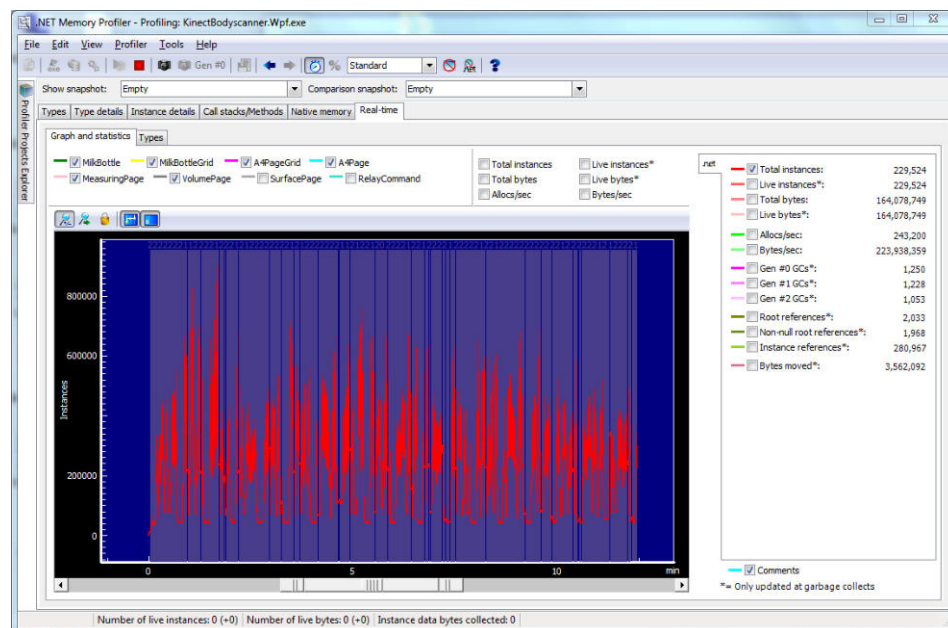 .NET Memory Profiler - Profiling: KinectBodyscanner.Wpf.exe
File Edit View Profiler Tools Help
Gen #0 % Standard
Show snapshot: Empty Comparison snapshot: Empty
Profiler Projects Explorer
Types Type details Instance details Call stacks/Methods Native memory Real-time
Graph and statistics Types
MilkBottle MilkBottleGrid A4PageGrid A4Page
MeasuringPage VolumePage SurfacePage RelayCommand
Total instances Live instances*
Total bytes Live bytes*
Allocs/sec Bytes/sec
.net
Total instances: 229,524
Live instances*: 229,524
Total bytes: 164,078,749
Live bytes*: 164,078,749
Allocs/sec: 243,200
Bytes/sec: 223,938,359
Gen #0 GCs*: 1,250
Gen #1 GCs*: 1,228
Gen #2 GCs*: 1,053
Root references*: 2,033
Non-null root references*: 1,968
Instance references*: 280,967
Bytes moved*: 3,562,092
800000
600000
Instances
400000
200000
0
0 5 10 min
Comments
*= Only updated at garbage collects
Number of live instances: 0 (+0) Number of live bytes: 0 (+0) Instance data bytes collected: 0